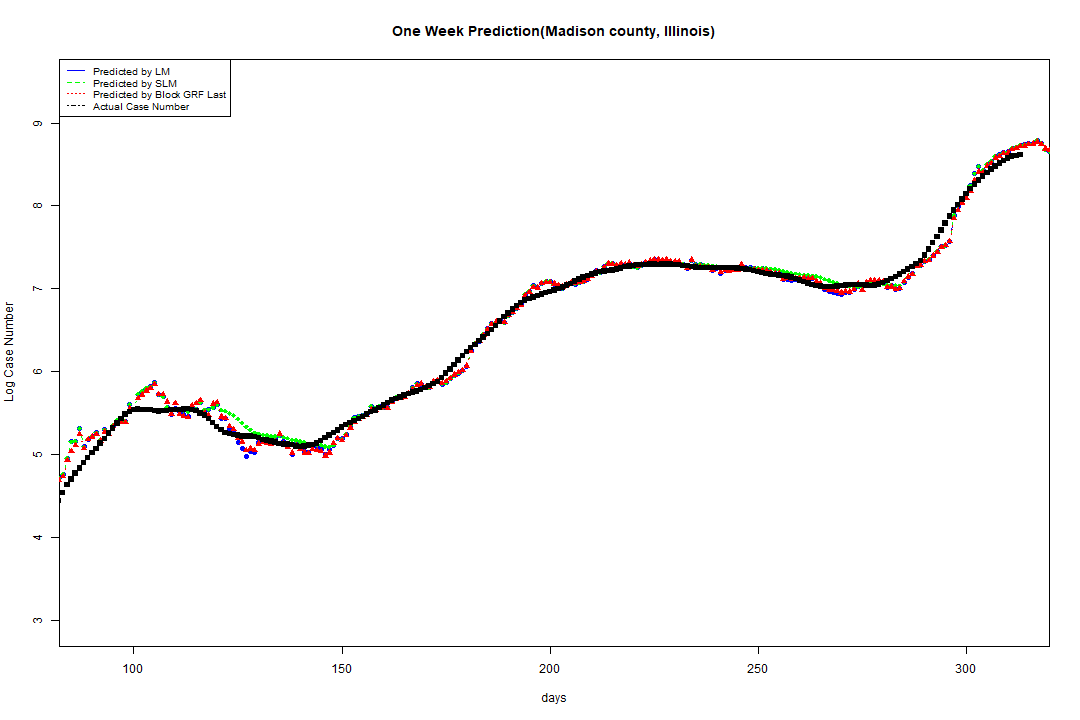 One Week Prediction(Madison county, Illinois)
Predicted by LM
Predicted by SLM
Predicted by Block GRF Last
Actual Case Number
9
8
7
6
5
4
3
Log Case Number
100 150 200 250 300
days